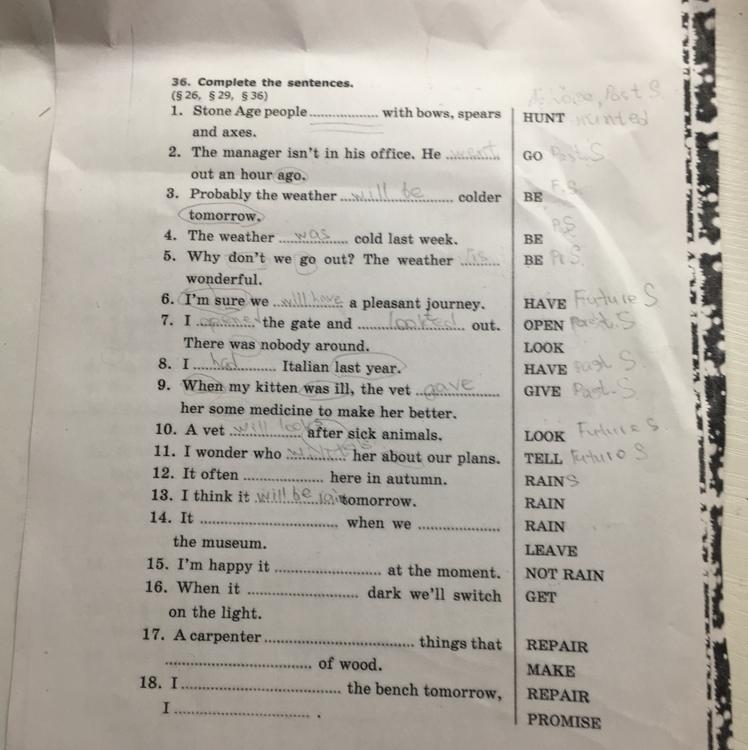 36. Complete the sentences.
(§ 26, § 29, § 36) Past S
1. Stone Age people .................. with bows, spears HUNT Hunted
and axes.
2. The manager isn't in his office. He went GO Past S
out an hour ago.
3. Probably the weather will be colder BE F.S.
tomorrow. P.S
4. The weather was cold last week. BE
5. Why don't we go out? The weather is BE Pr S.
wonderful.
6. I'm sure we will have a pleasant journey. HAVE Future S
7. I opened the gate and looked out. OPEN Past. S
There was nobody around. LOOK
8. I had Italian last year. HAVE Past S.
9. When my kitten was ill, the vet gave GIVE Past-S
her some medicine to make her better.
10. A vet will look after sick animals. LOOK Future S
11. I wonder who her about our plans. TELL Future S
12. It often .................. here in autumn. RAINS
13. I think it will be rain tomorrow. RAIN
14. It .................. when we .................. RAIN
the museum. LEAVE
15. I'm happy it .................. at the moment. NOT RAIN
16. When it .................. dark we'll switch GET
on the light.
17. A carpenter .................. things that REPAIR
.................. of wood. MAKE
18. I .................. the bench tomorrow, REPAIR
I .................. . PROMISE